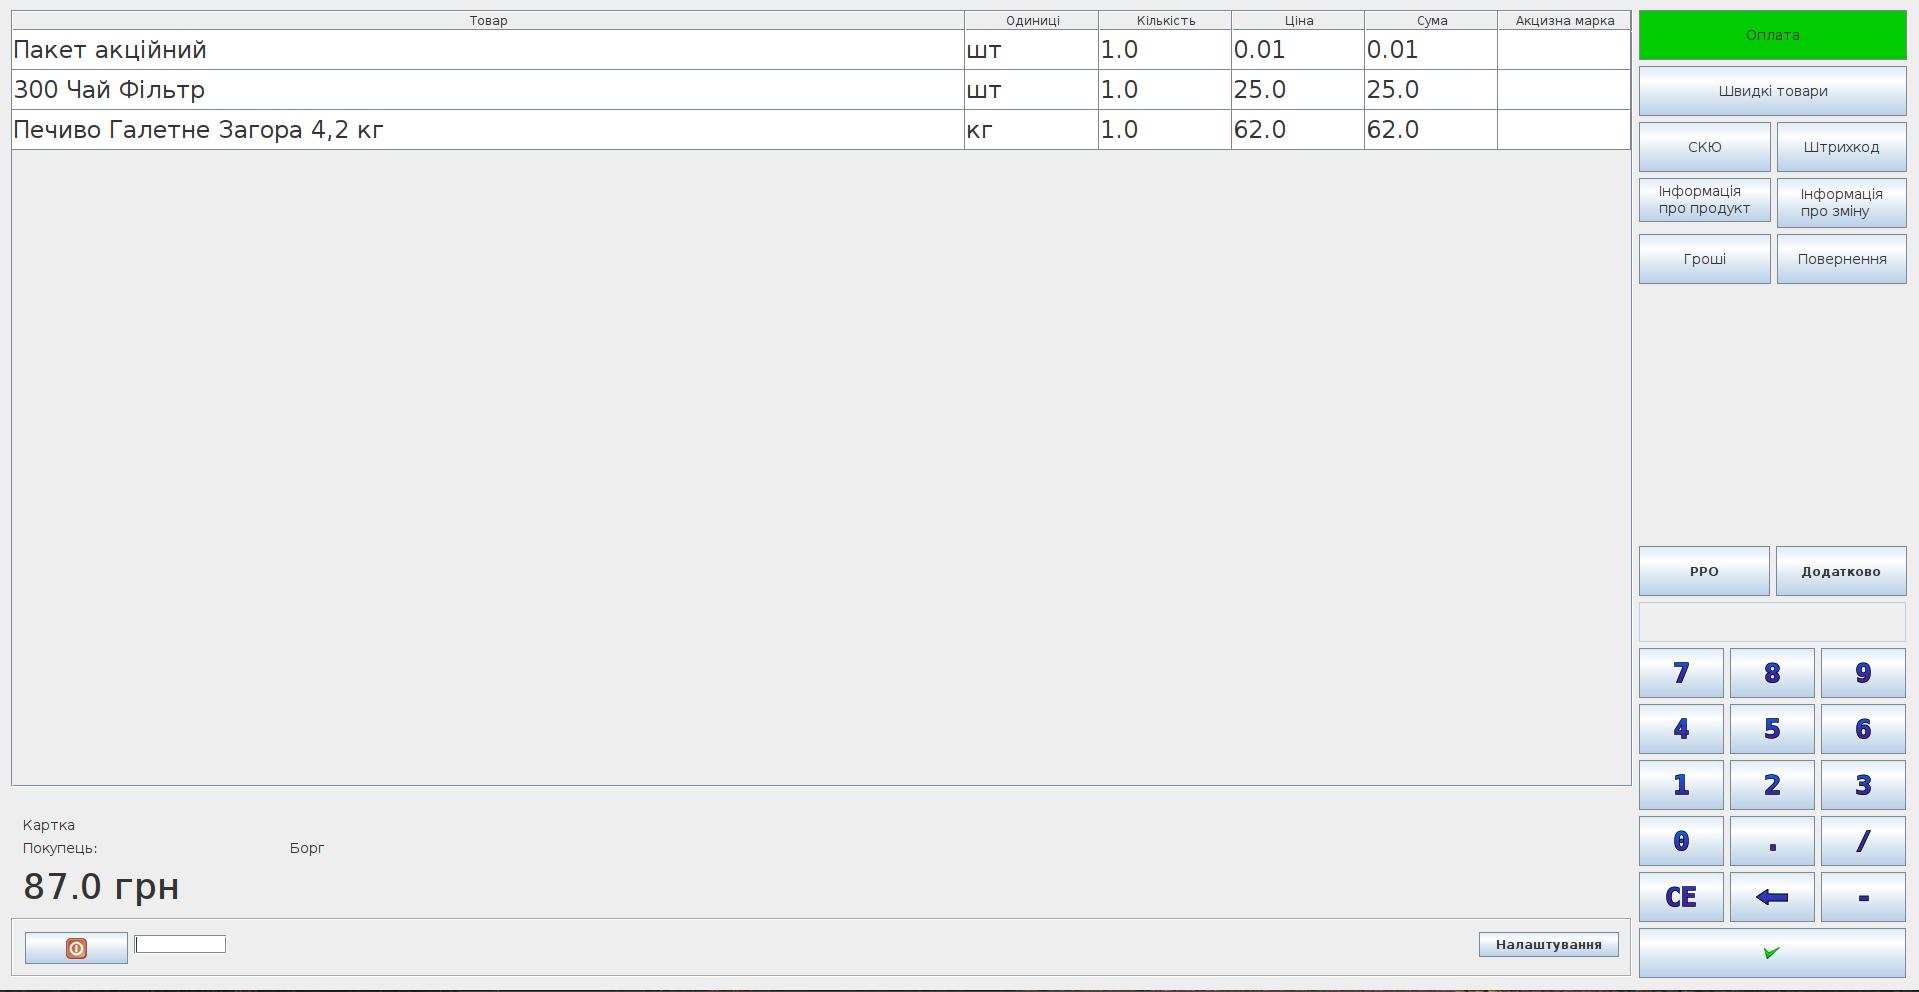 Товар Одиниці Кількість Ціна Сума Акцизна марка
Пакет акційний шт 1.0 0.01 0.01
300 Чай Фільтр шт 1.0 25.0 25.0
Печиво Галетне Загора 4,2 кг кг 1.0 62.0 62.0
Оплата
Швидкі товари
СКЮ Штрихкод
Інформація
про продукт
Інформація
про зміну
Гроші Повернення
РРО Додатково
7 8 9
4 5 6
1 2 3
0 . /
CE -
Картка
Покупець: Борг
87.0 грн
Налаштування